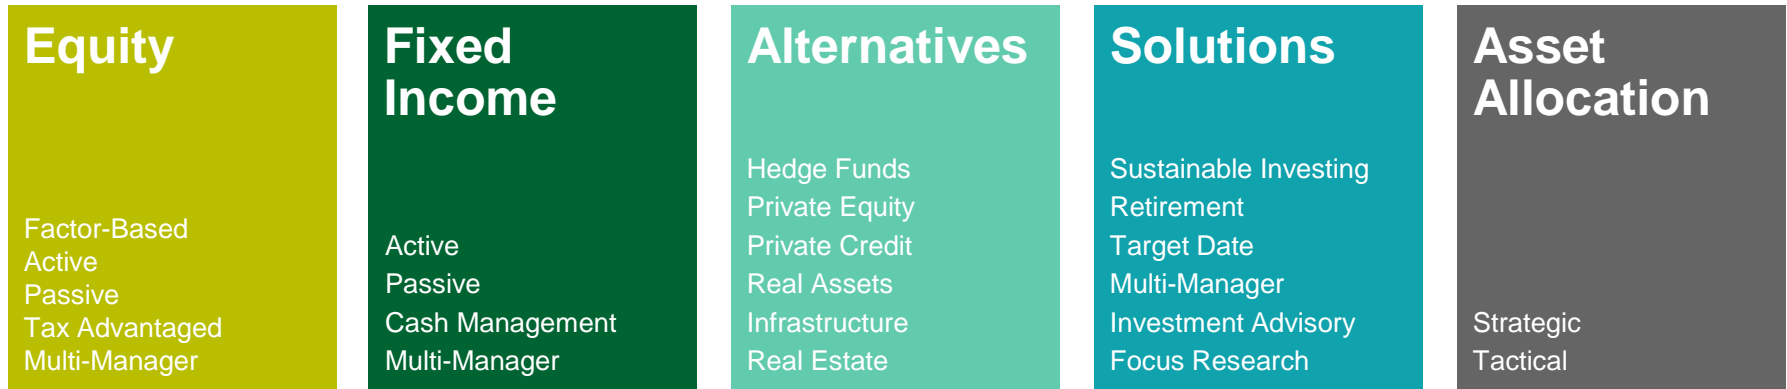 Equity
Factor-Based
Active
Passive
Tax Advantaged
Multi-Manager
Fixed
Income
Active
Passive
Cash Management
Multi-Manager
Alternatives
Hedge Funds
Private Equity
Private Credit
Real Assets
Infrastructure
Real Estate
Solutions
Sustainable Investing
Retirement
Target Date
Multi-Manager
Investment Advisory
Focus Research
Asset
Allocation
Strategic
Tactical